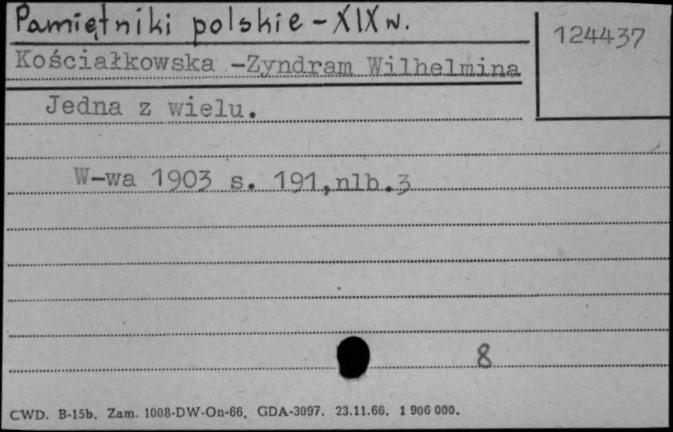 Pamiętniki polskie - XIX w.
124437
Kościałkowska -Zyndram Wilhelmina
Jedna z wielu.
W-wa 1903 s. 191,nlb.3
8
CWD. B-15b. Zam. 1008-DW-On-66. GDA-3097. 23.11.66. 1 906 000.